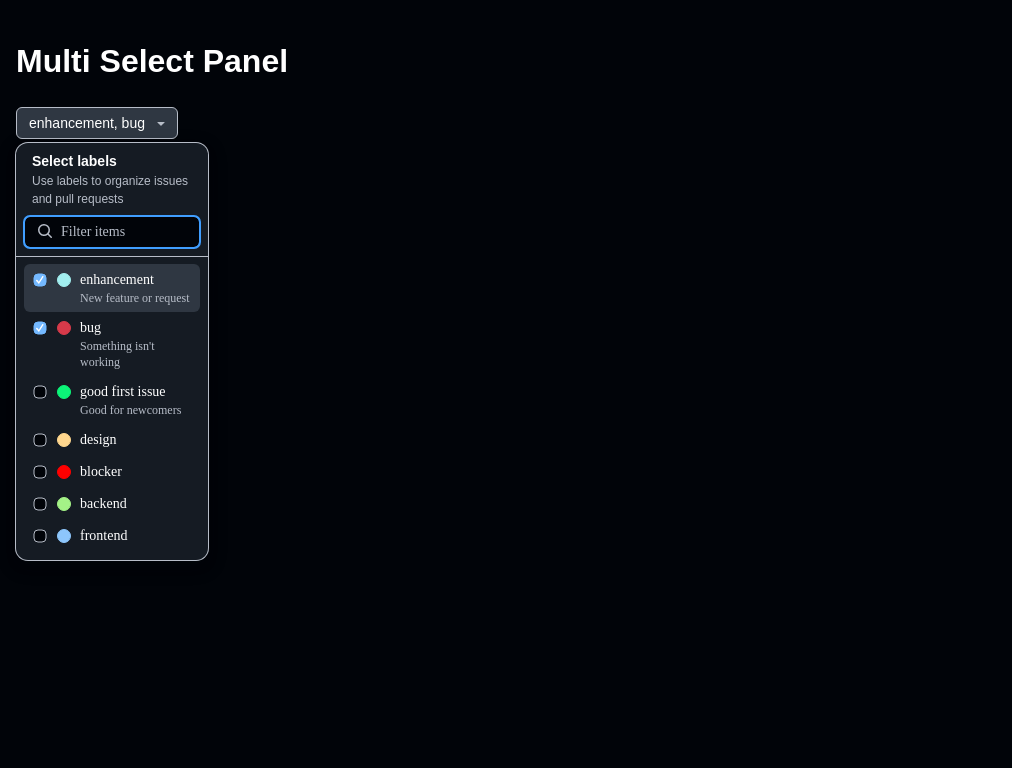 Multi Select Panel
enhancement, bug
Select labels
Use labels to organize issues
and pull requests
Filter items
enhancement
New feature or request
bug
Something isn't
working
good first issue
Good for newcomers
design
blocker
backend
frontend